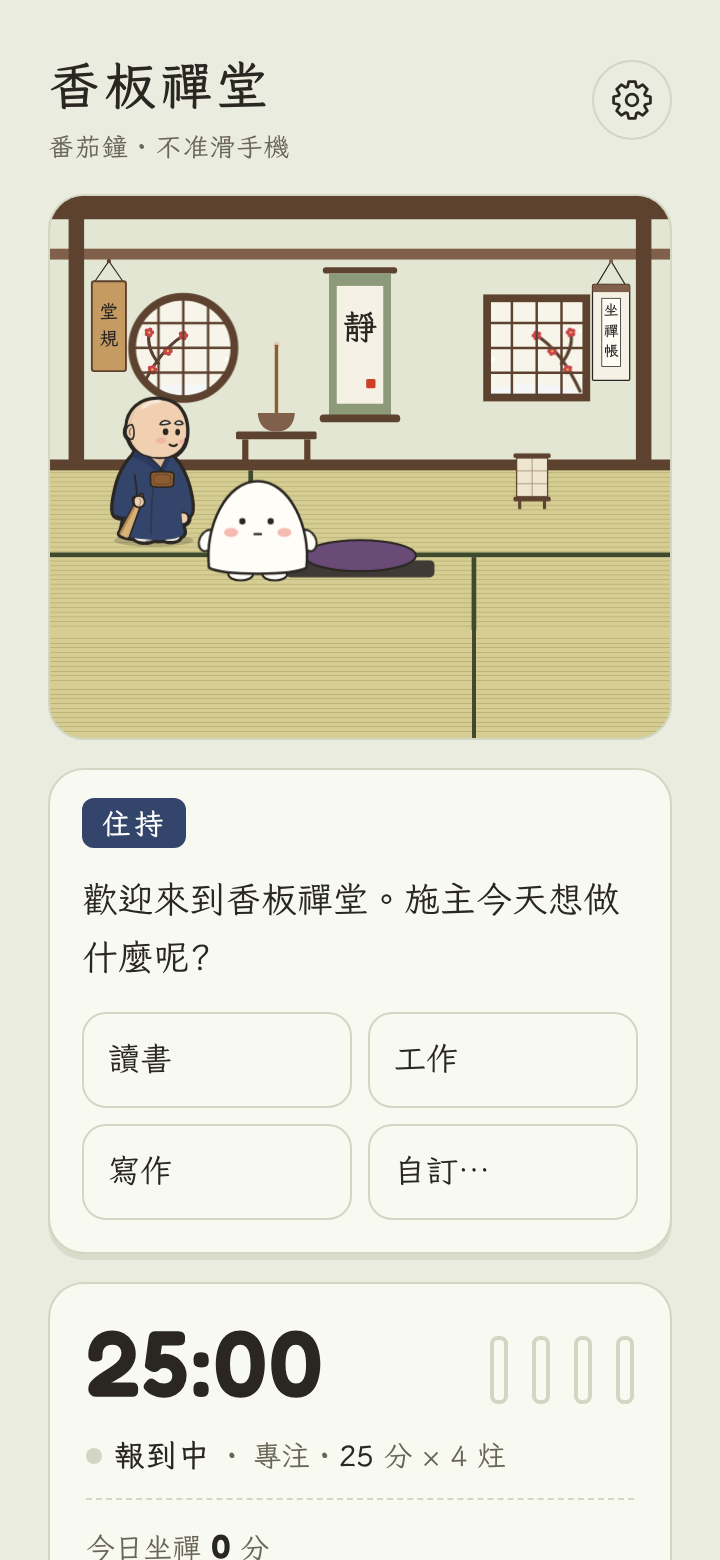 香板禪堂
番茄鐘・不准滑手機
堂規
靜
坐禪帳
住持
歡迎來到香板禪堂。施主今天想做
什麼呢?
讀書
工作
寫作
自訂⋯
25:00
報到中 · 專注・25 分 × 4 炷
今日坐禪 0 分